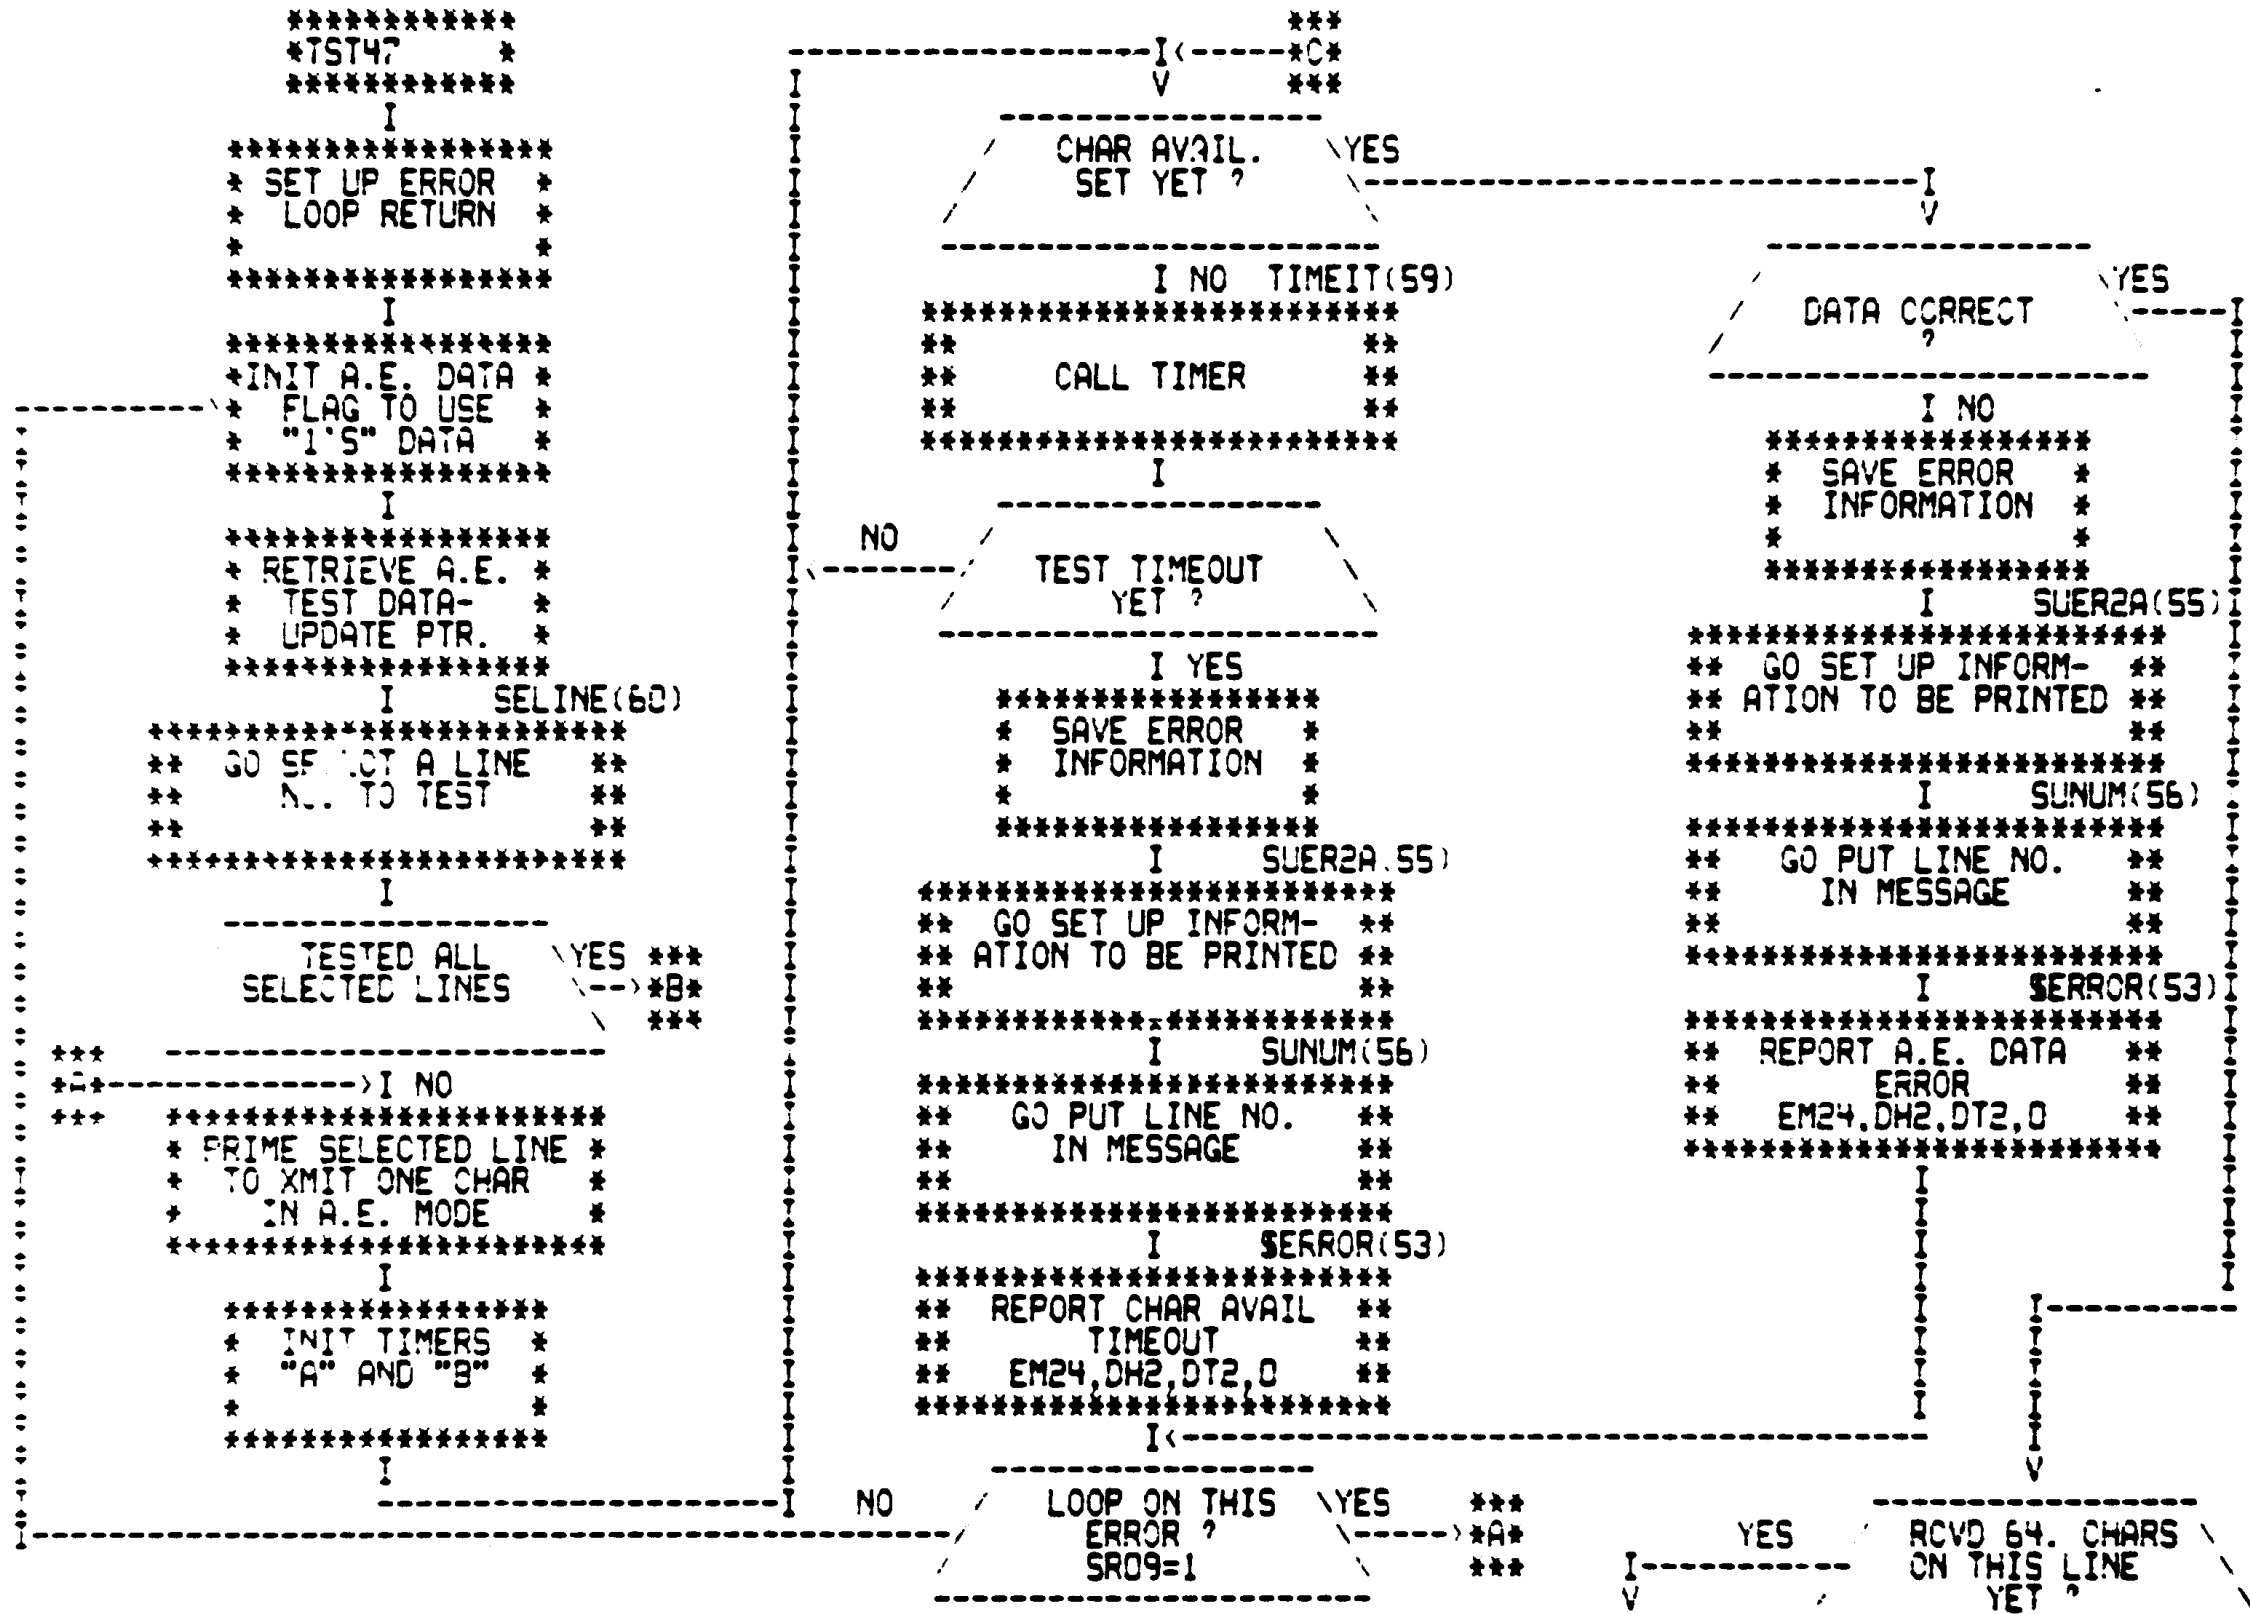 TST47
SET UP ERROR
LOOP RETURN
INIT A.E. DATA
FLAG TO USE
"1'S" DATA
RETRIEVE A.E.
TEST DATA-
UPDATE PTR.
SELINE(60)
GO SELECT A LINE
TO TEST
TESTED ALL
SELECTED LINES
YES
B
A
NO
PRIME SELECTED LINE
TO XMIT ONE CHAR
IN A.E. MODE
INIT TIMERS
"A" AND "B"
C
CHAR AVAIL.
SET YET ?
YES
NO TIMEIT(59)
CALL TIMER
NO
TEST TIMEOUT
YET ?
YES
SAVE ERROR
INFORMATION
SUER2A(55)
GO SET UP INFORM-
ATION TO BE PRINTED
SUNUM(56)
GO PUT LINE NO.
IN MESSAGE
$ERROR(53)
REPORT CHAR AVAIL
TIMEOUT
EM24,DH2,DT2,0
NO
LOOP ON THIS
ERROR ?
SR09=1
YES
A
DATA CORRECT
?
YES
NO
SAVE ERROR
INFORMATION
SUER2A(55)
GO SET UP INFORM-
ATION TO BE PRINTED
SUNUM(56)
GO PUT LINE NO.
IN MESSAGE
$ERROR(53)
REPORT A.E. DATA
ERROR
EM24,DH2,DT2,0
YES
RCVD 64. CHARS
ON THIS LINE
YET ?